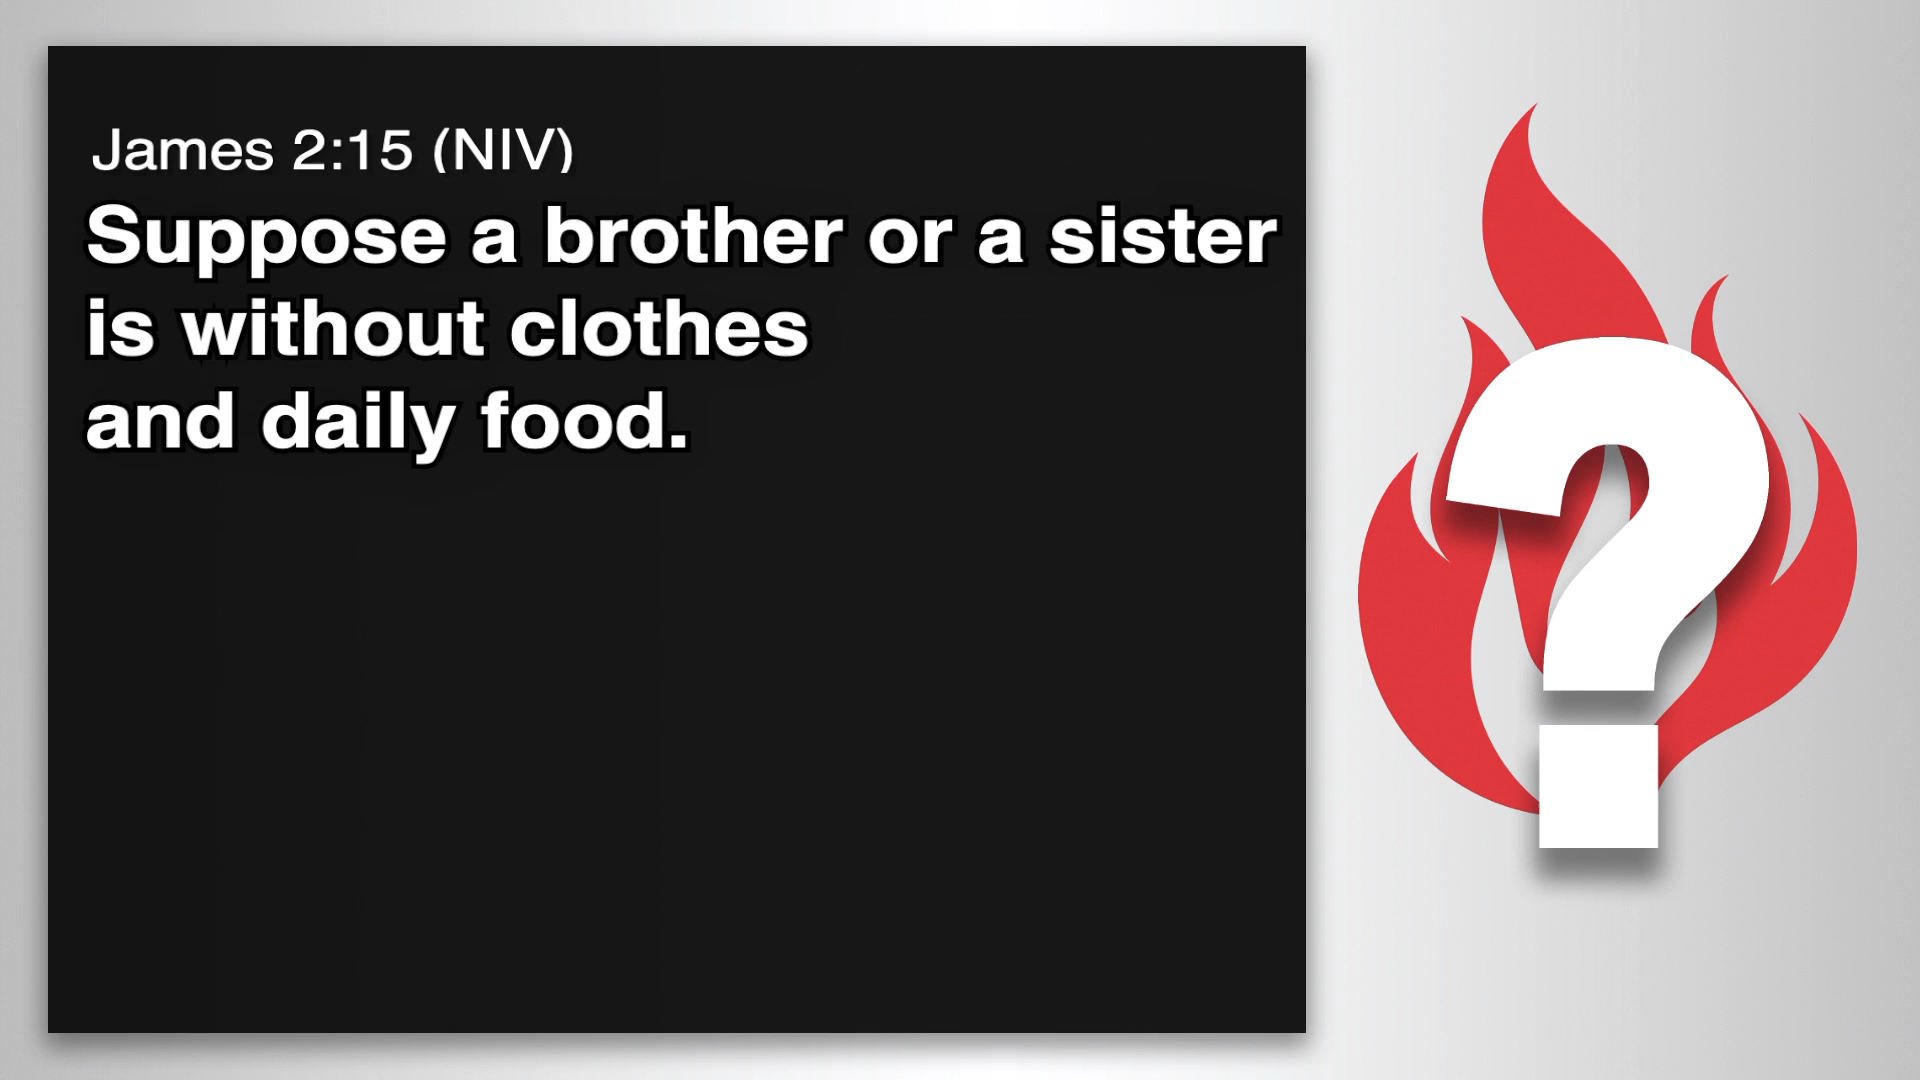 James 2:15 (NIV)
Suppose a brother or a sister
is without clothes
and daily food.
?